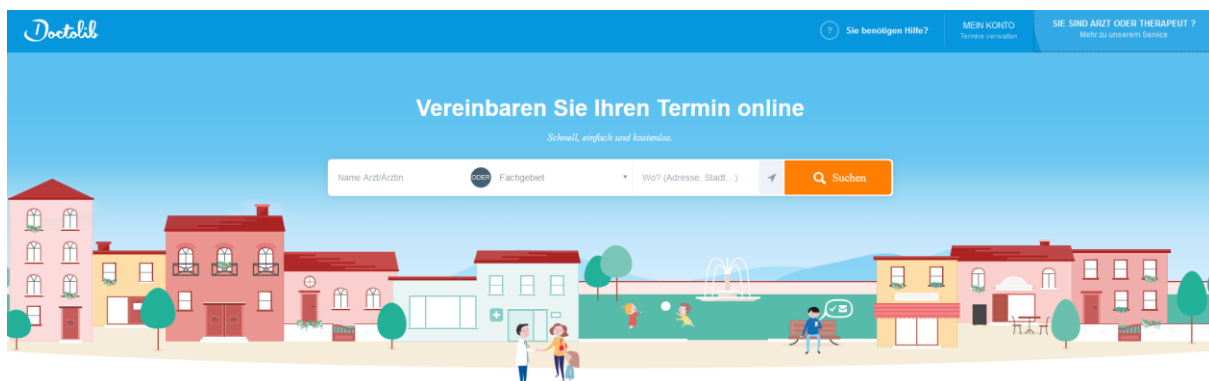 Doctolib
? Sie benötigen Hilfe?
MEIN KONTO
Termine verwalten
SIE SIND ARZT ODER THERAPEUT ?
Mehr zu unserem Service
Vereinbaren Sie Ihren Termin online
Schnell, einfach und kostenlos.
Name Arzt/Ärztin
ODER
Fachgebiet
Wo? (Adresse, Stadt...)
Suchen